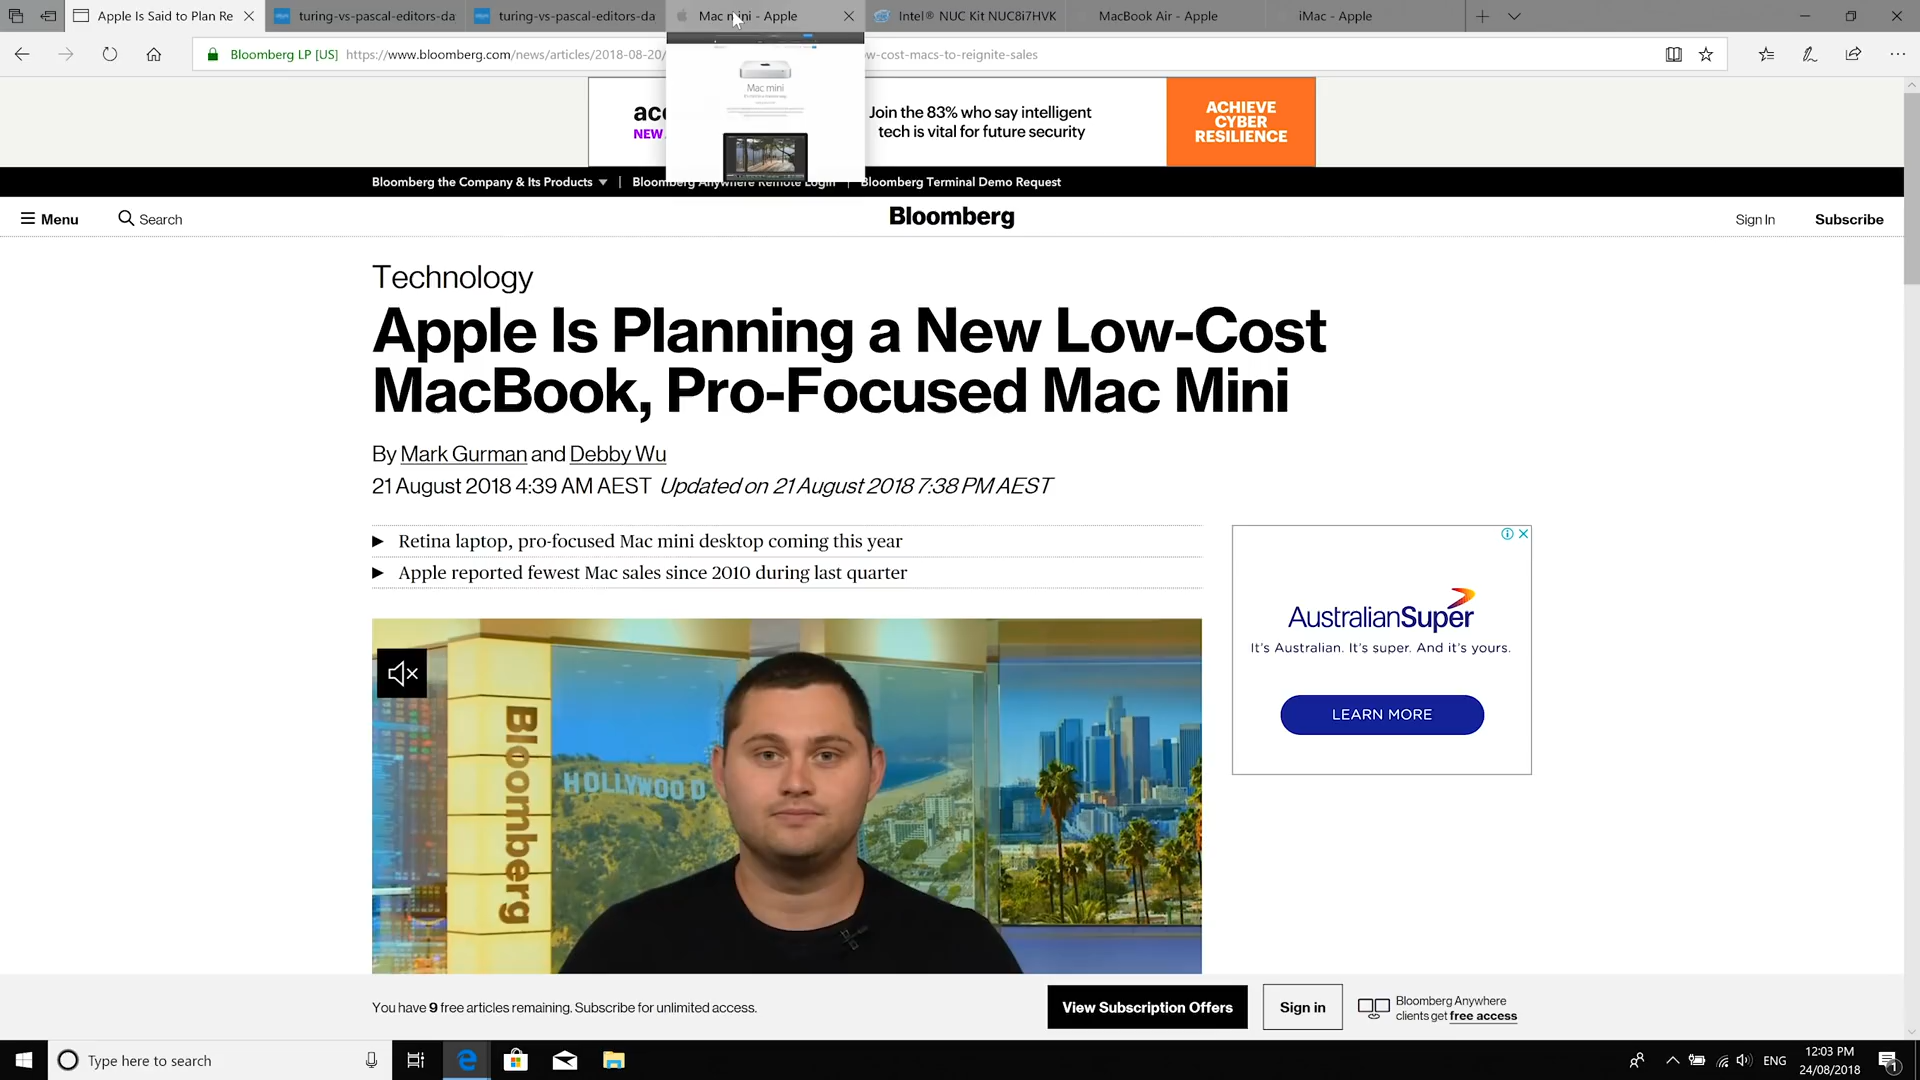 Apple Is Said to Plan Re
turing-vs-pascal-editors-da
turing-vs-pascal-editors-da
Mac mini - Apple
Intel® NUC Kit NUC8i7HVK
MacBook Air - Apple
iMac - Apple
Bloomberg LP [US] https://www.bloomberg.com/news/articles/2018-08-20/
w-cost-macs-to-reignite-sales
Mac mini
acc
NEW
Join the 83% who say intelligent
tech is vital for future security
ACHIEVE
CYBER
RESILIENCE
Bloomberg the Company & Its Products
Bloomberg Anywhere Remote Login
Bloomberg Terminal Demo Request
Menu
Search
Bloomberg
Sign In
Subscribe
Technology
Apple Is Planning a New Low-Cost
MacBook, Pro-Focused Mac Mini
By Mark Gurman and Debby Wu
21 August 2018 4:39 AM AEST Updated on 21 August 2018 7:38 PM AEST
Retina laptop, pro-focused Mac mini desktop coming this year
Apple reported fewest Mac sales since 2010 during last quarter
Bloomberg
HOLLYWOOD
AustralianSuper
It's Australian. It's super. And it's yours.
LEARN MORE
You have 9 free articles remaining. Subscribe for unlimited access.
View Subscription Offers
Sign in
Bloomberg Anywhere
clients get free access
Type here to search
ENG
12:03 PM
24/08/2018
1